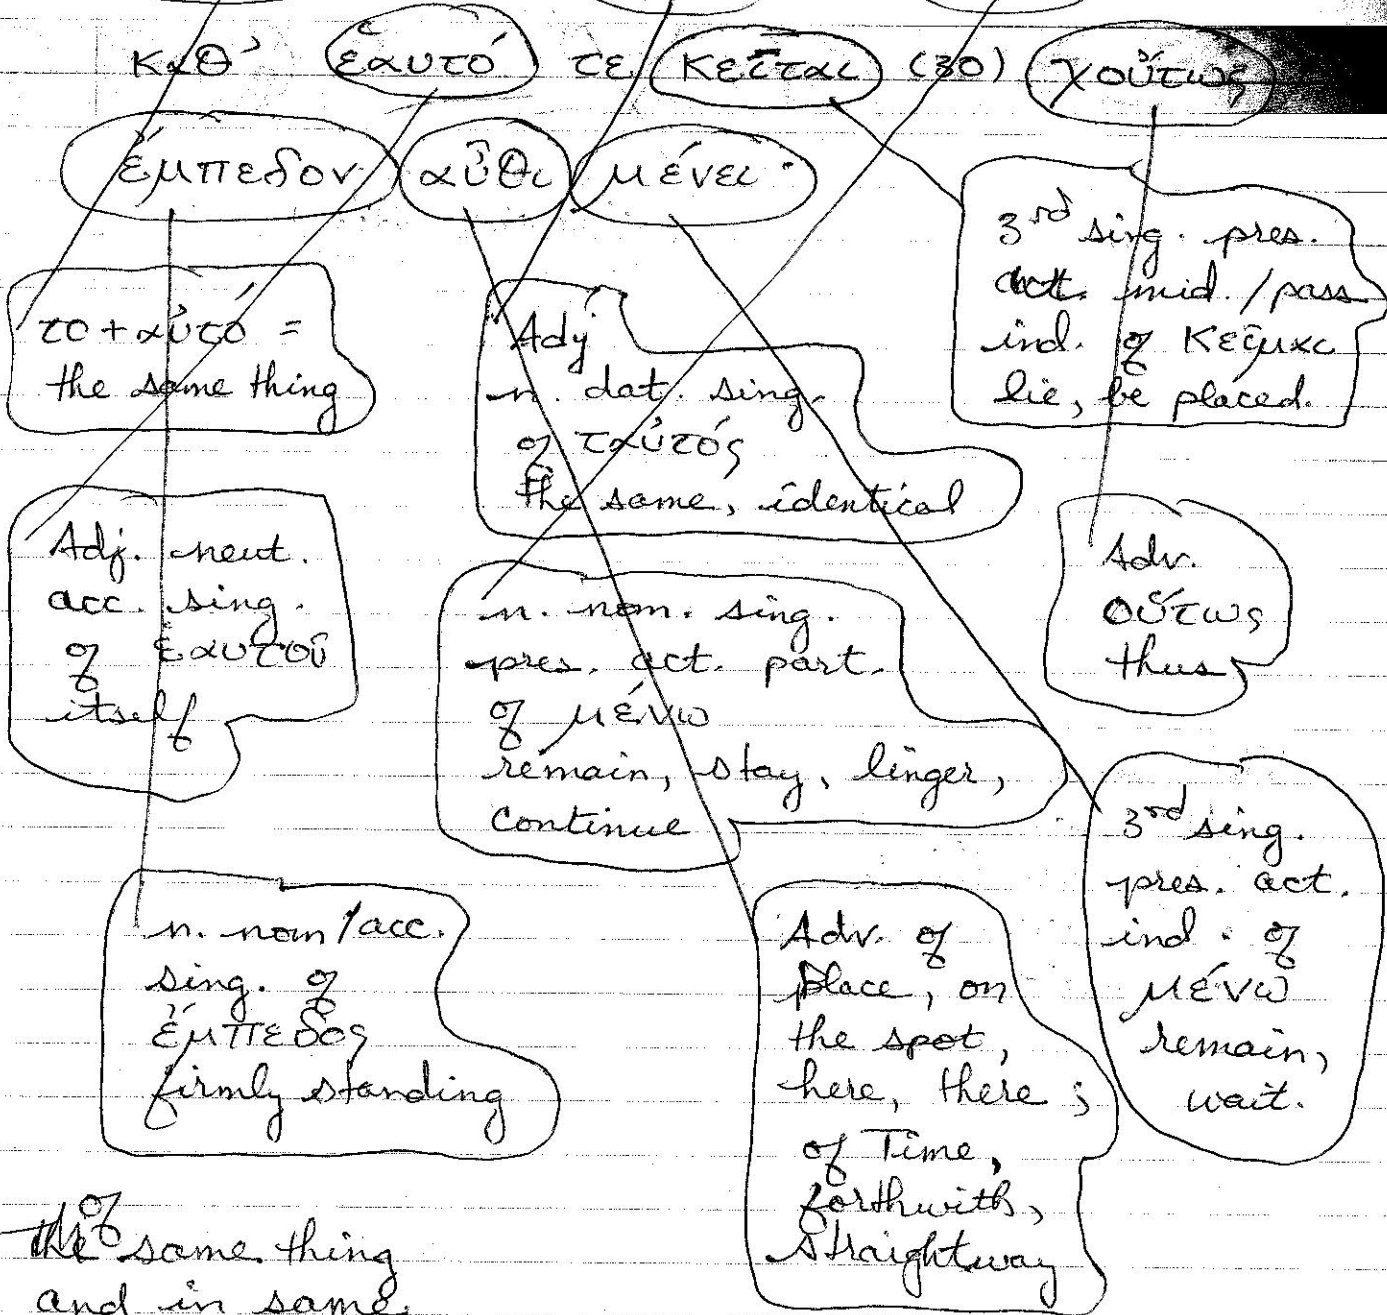 καθ' ἑαυτό τε κεῖται (30) χοὔτως
ἔμπεδον αὖθι μένει·
3rd sing. pres.
mid./pass
ind. of κεῖμαι
lie, be placed.
το + αὐτό =
the same thing
Adj
n. dat. sing.
of ταὐτός
the same, identical
Adj. neut.
acc. sing.
of ἑαυτοῦ
itself
n. nom. sing.
pres. act. part.
of μένω
remain, stay, linger,
continue
Adv.
οὕτως
thus
3rd sing.
pres. act.
ind. of
μένω
remain,
wait.
n. nom/acc.
sing. of
ἔμπεδος
firmly standing
Adv. of
place, on
the spot,
here, there;
of Time,
forthwith,
straightway
of
the same thing
and in same